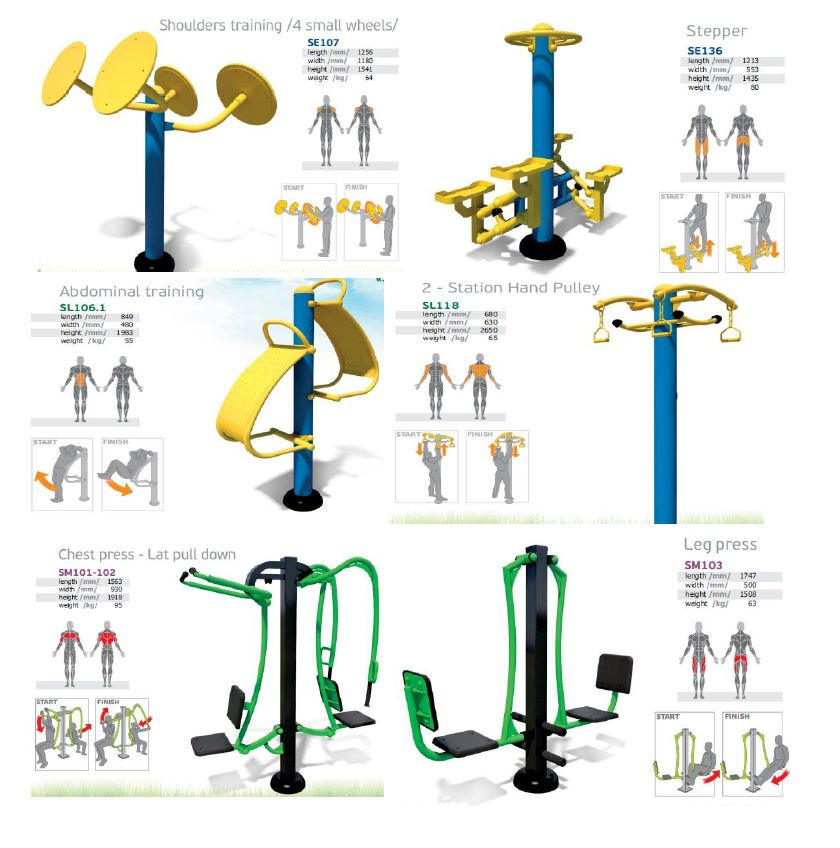 Shoulders training /4 small wheels/
SE107
length /mm/ 1256
width /mm/ 1180
height /mm/ 1541
weight /kg/ 64
START
FINISH
Stepper
SE136
length /mm/ 1213
width /mm/ 553
height /mm/ 1435
weight /kg/ 80
START
FINISH
Abdominal training
SL106.1
length /mm/ 849
width /mm/ 480
height /mm/ 1983
weight /kg/ 55
START
FINISH
2 - Station Hand Pulley
SL118
length /mm/ 680
width /mm/ 630
height /mm/ 2650
weight /kg/ 65
START
FINISH
Chest press - Lat pull down
SM101-102
length /mm/ 1563
width /mm/ 930
height /mm/ 1918
weight /kg/ 95
START
FINISH
Leg press
SM103
length /mm/ 1747
width /mm/ 500
height /mm/ 1508
weight /kg/ 63
START
FINISH